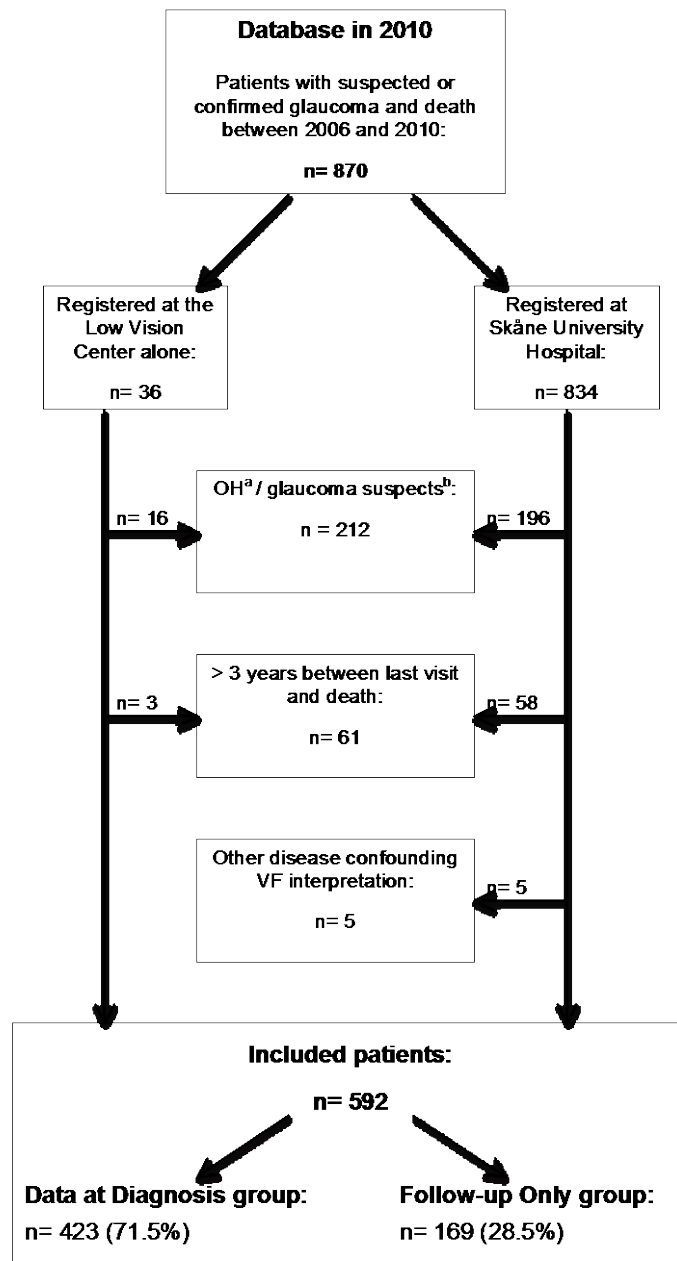 Database in 2010
Patients with suspected or
confirmed glaucoma and death
between 2006 and 2010:
n= 870
Registered at the
Low Vision
Center alone:
n= 36
Registered at
Skåne University
Hospital:
n= 834
OHᵃ / glaucoma suspectsᵇ:
n = 212
n= 16
n= 196
> 3 years between last visit
and death:
n= 61
n= 3
n= 58
Other disease confounding
VF interpretation:
n= 5
n= 5
Included patients:
n= 592
Data at Diagnosis group:
n= 423 (71.5%)
Follow-up Only group:
n= 169 (28.5%)